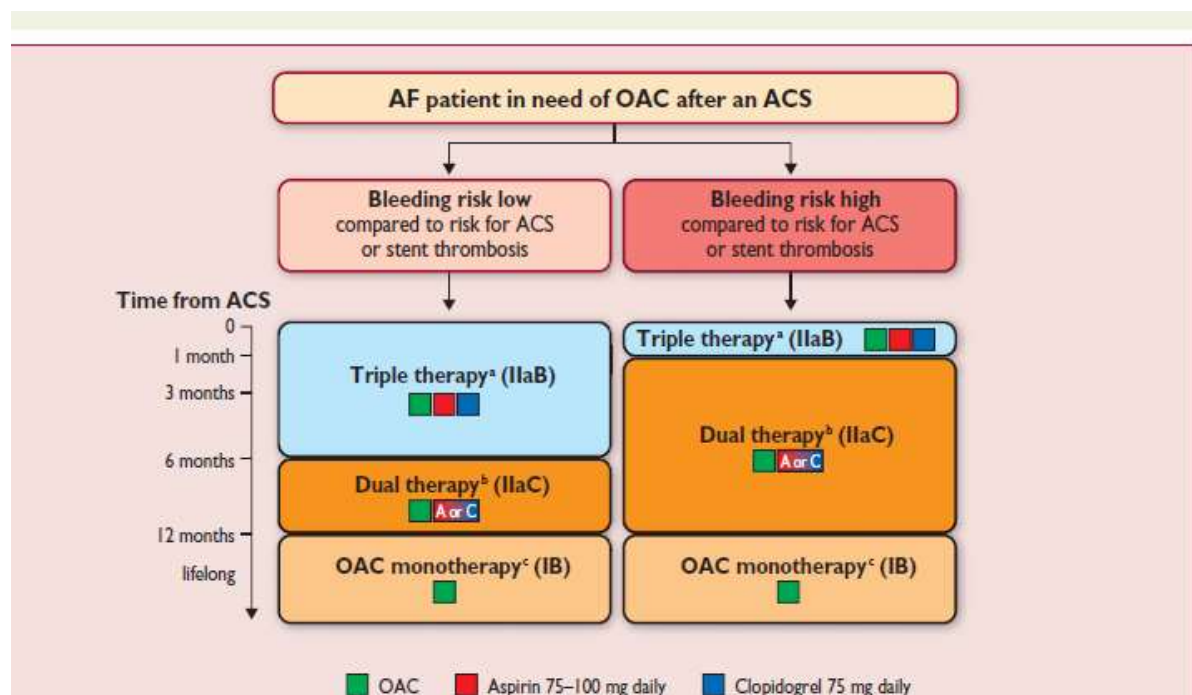 AF patient in need of OAC after an ACS
Bleeding risk low
compared to risk for ACS
or stent thrombosis
Bleeding risk high
compared to risk for ACS
or stent thrombosis
Time from ACS
0
1 month
3 months
6 months
12 months
lifelong
Triple therapyᵃ (IIaB)
Dual therapyᵇ (IIaC)
A or C
OAC monotherapyᶜ (IB)
Triple therapyᵃ (IIaB)
Dual therapyᵇ (IIaC)
A or C
OAC monotherapyᶜ (IB)
OAC Aspirin 75–100 mg daily Clopidogrel 75 mg daily